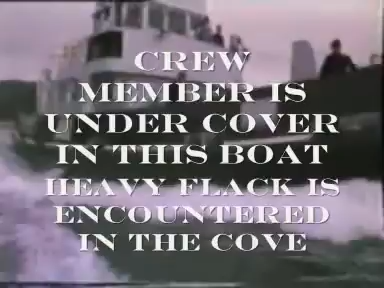 CREW
MEMBER IS
UNDER COVER
IN THIS BOAT
HEAVY FLACK IS
ENCOUNTERED
IN THE COVE